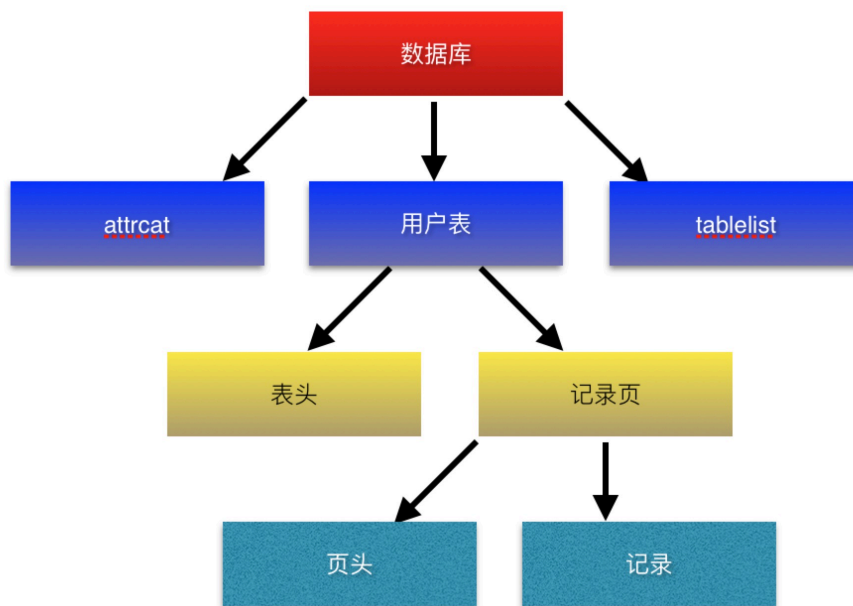 数据库
attrcat
用户表
tablelist
表头
记录页
页头
记录